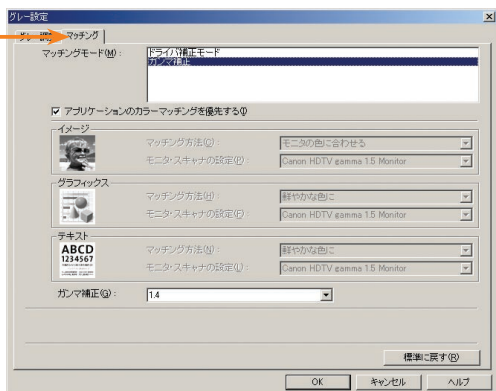 グレー設定
グレー調整 マッチング
マッチングモード(M):
ドライバ補正モード
ガンマ補正
アプリケーションのカラーマッチングを優先する(I)
イメージ
マッチング方法(O):
モニタの色に合わせる
モニタ・スキャナの設定(P):
Canon HDTV gamma 1.5 Monitor
グラフィックス
マッチング方法(H):
鮮やかな色に
モニタ・スキャナの設定(F):
Canon HDTV gamma 1.5 Monitor
テキスト
ABCD
1234567
マッチング方法(N):
鮮やかな色に
モニタ・スキャナの設定(L):
Canon HDTV gamma 1.5 Monitor
ガンマ補正(G):
1.4
標準に戻す(R)
OK
キャンセル
ヘルプ